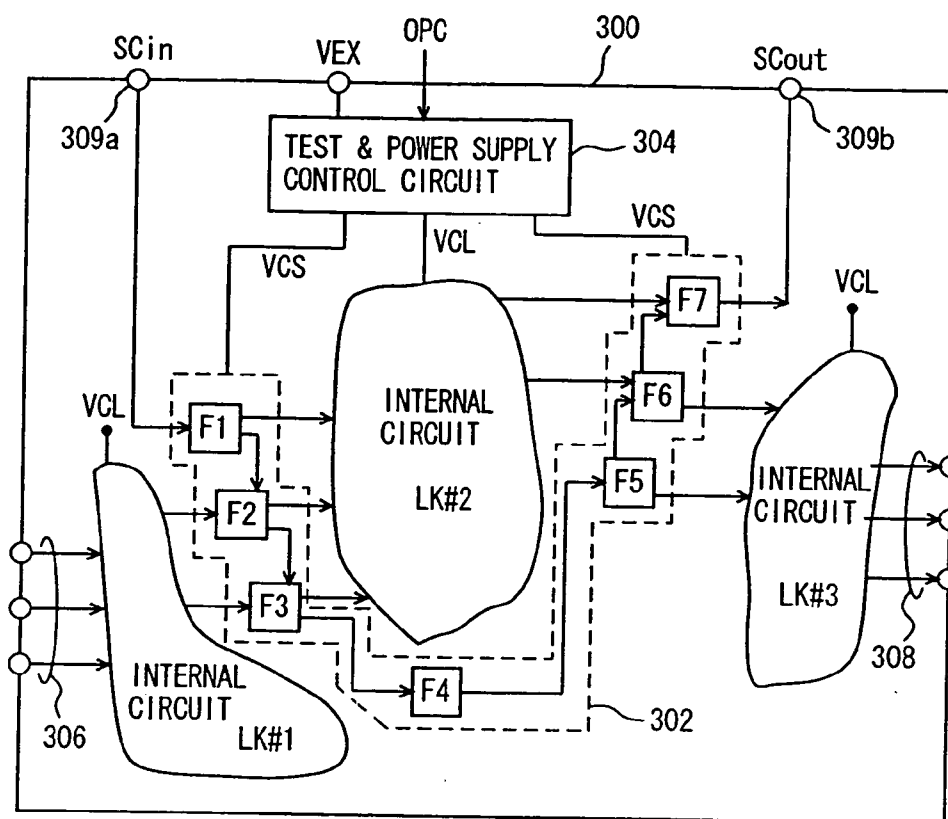 OPC
SCin
VEX
300
SCout
309a
TEST & POWER SUPPLY
CONTROL CIRCUIT
304
309b
VCS
VCL
VCS
F7
VCL
VCL
F1
INTERNAL
CIRCUIT
LK#2
F6
F5
INTERNAL
CIRCUIT
LK#3
F2
F3
F4
INTERNAL
CIRCUIT
LK#1
306
302
308